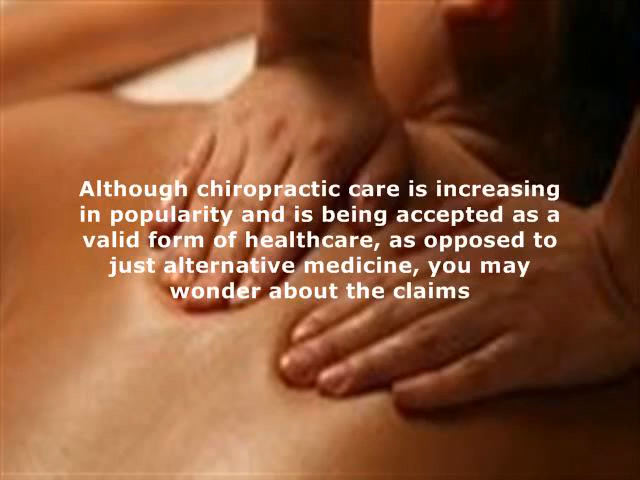 Although chiropractic care is increasing
in popularity and is being accepted as a
valid form of healthcare, as opposed to
just alternative medicine, you may
wonder about the claims